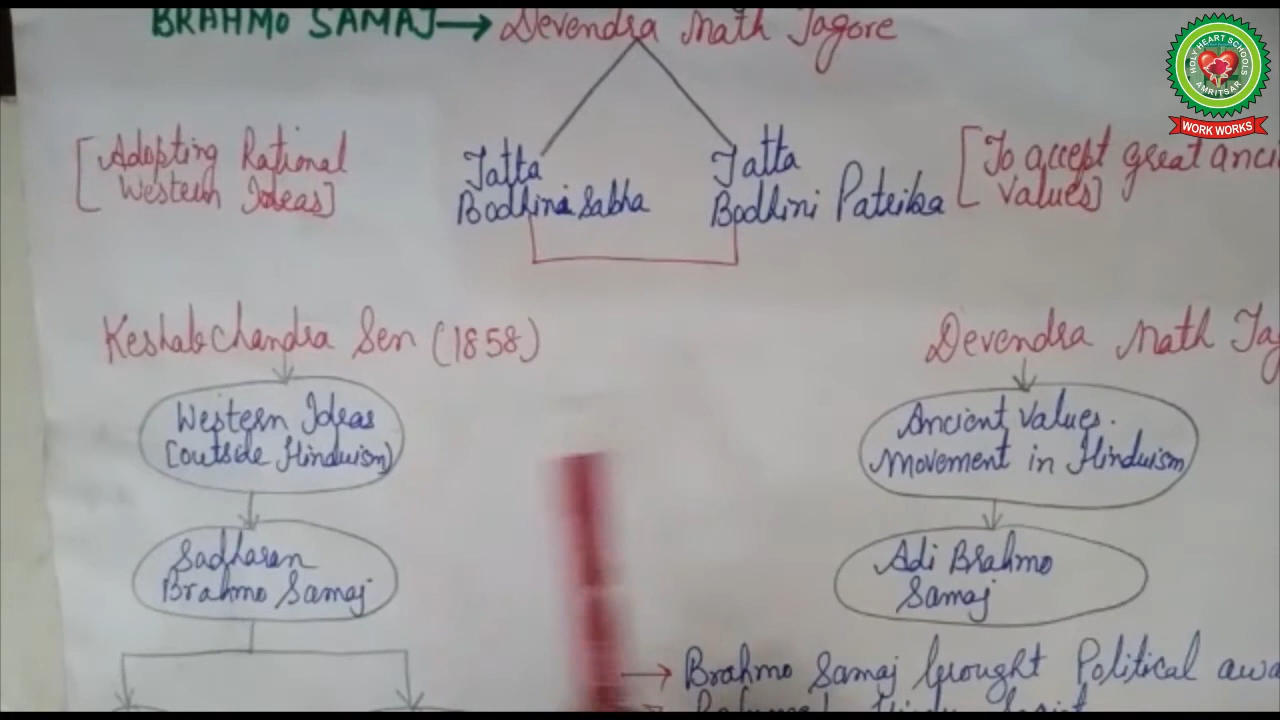 BRAHMO SAMAJ → Devendra Nath Tagore
[Adopting Rational
Western Ideas]
Tatta
Bodhini Sabha
Tatta
Bodhini Patrika
[To accept great anci
values]
Keshab Chandra Sen (1858)
Devendra Nath Tag
Western Ideas
[outside Hinduism]
Ancient values.
Movement in Hinduism
Sadharan
Brahmo Samaj
Adi Brahmo
Samaj
→ Brahmo Samaj brought Political awa
HOLY HEART SCHOOLS
AMRITSAR
WORK WORKS